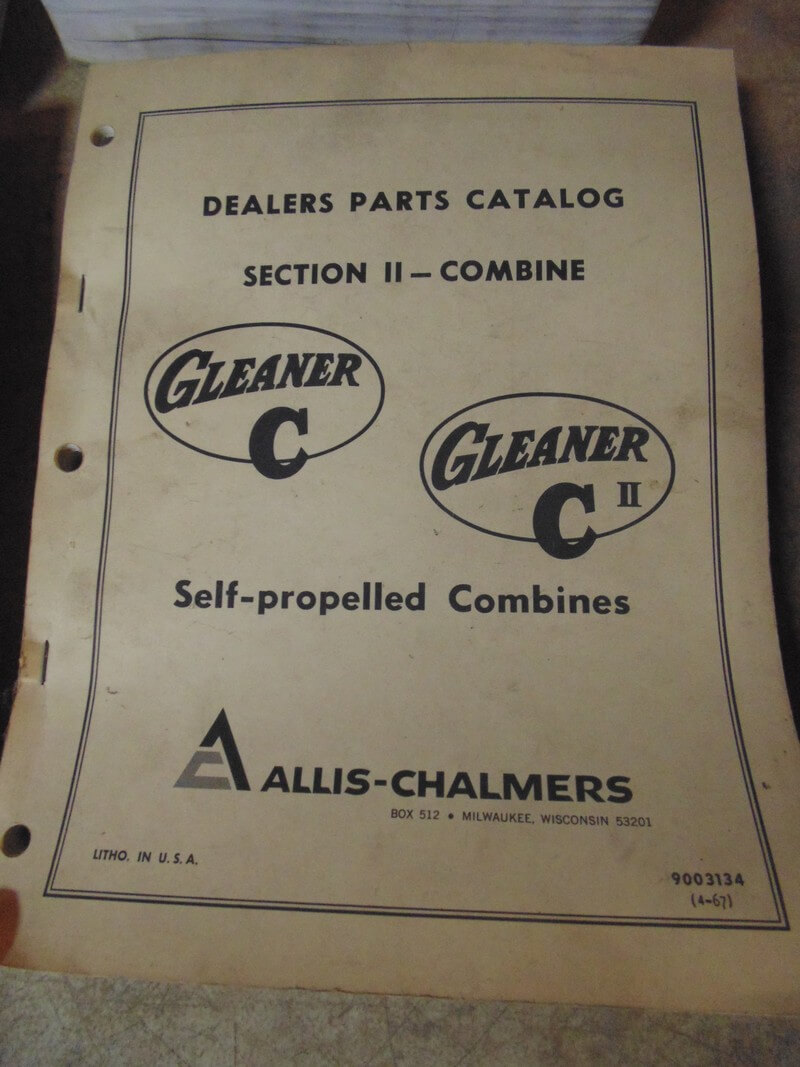 DEALERS PARTS CATALOG
SECTION II — COMBINE
GLEANER
C
GLEANER
C II
Self-propelled Combines
ALLIS-CHALMERS
BOX 512 • MILWAUKEE, WISCONSIN 53201
LITHO. IN U. S. A.
9003134
(4-67)